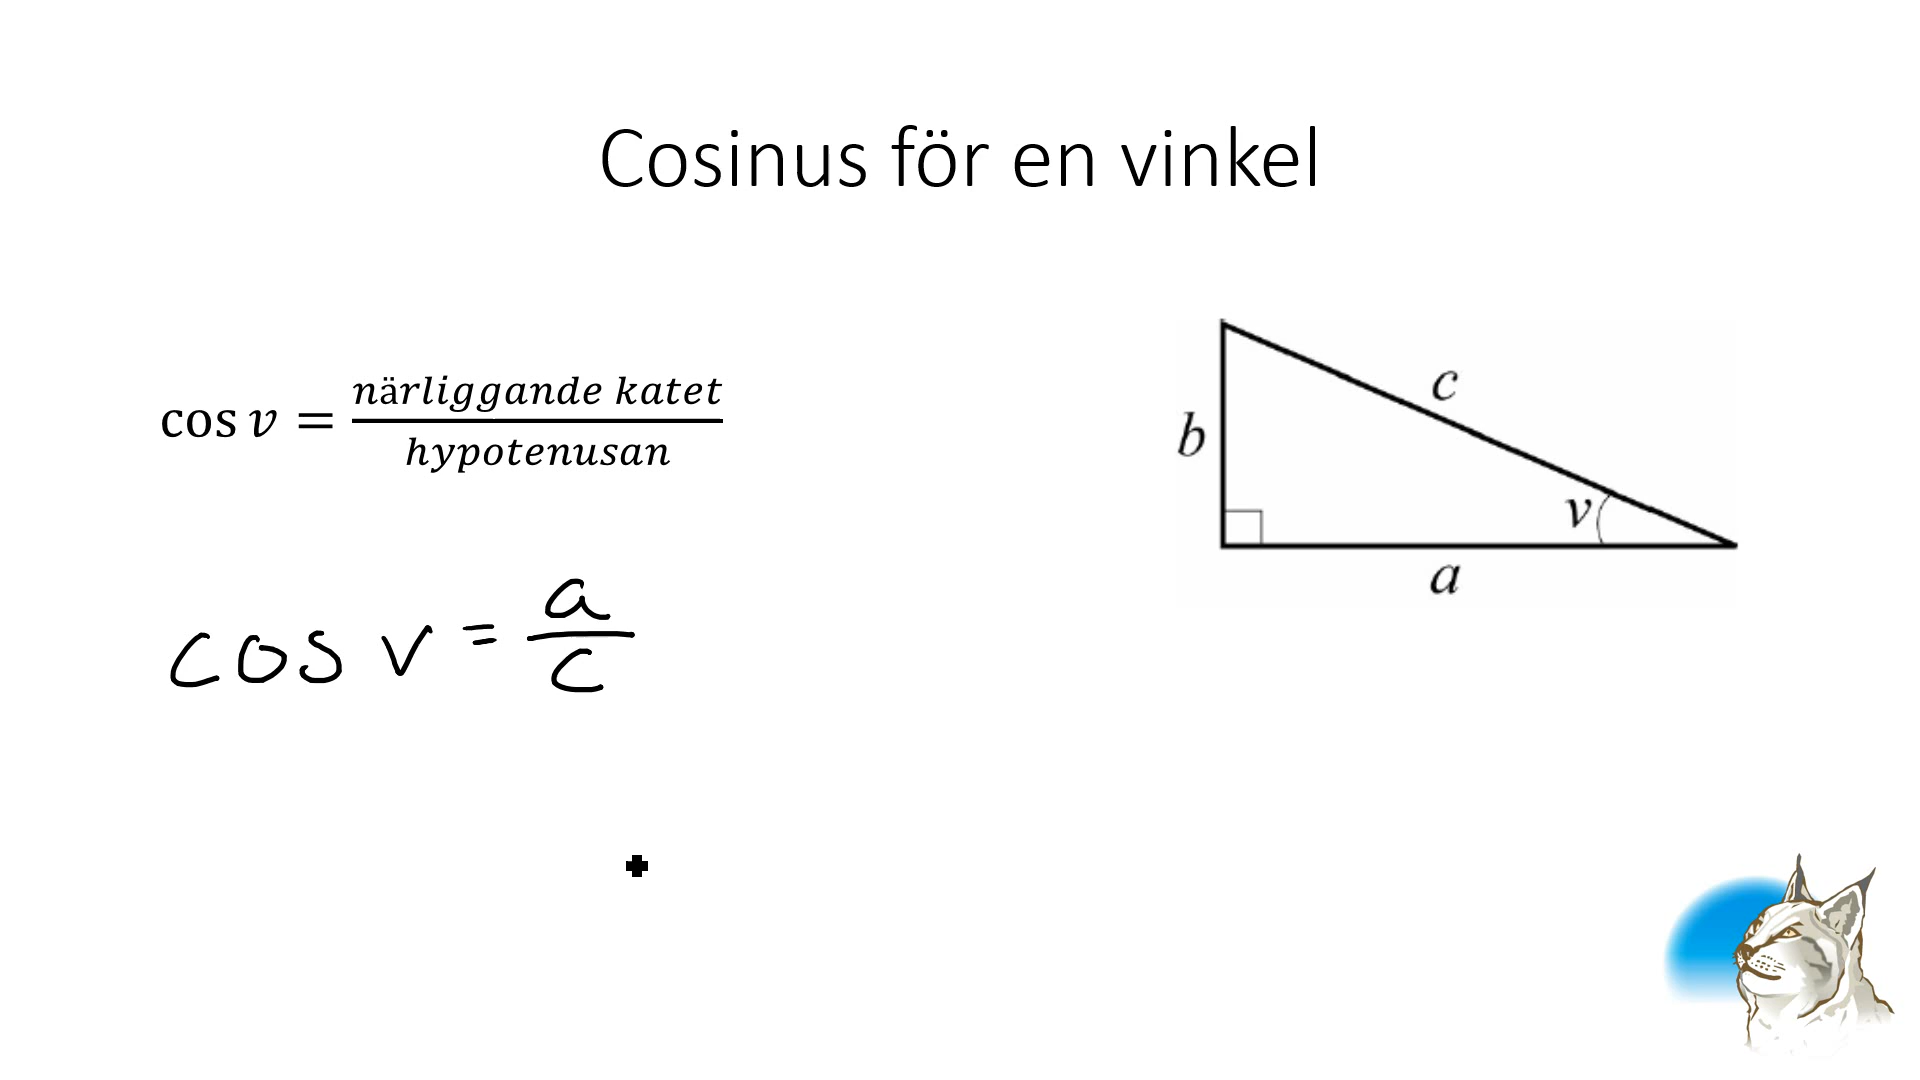 Cosinus för en vinkel
cos v = närliggande katet / hypotenusan
cos v = a / c
c
b
v
a